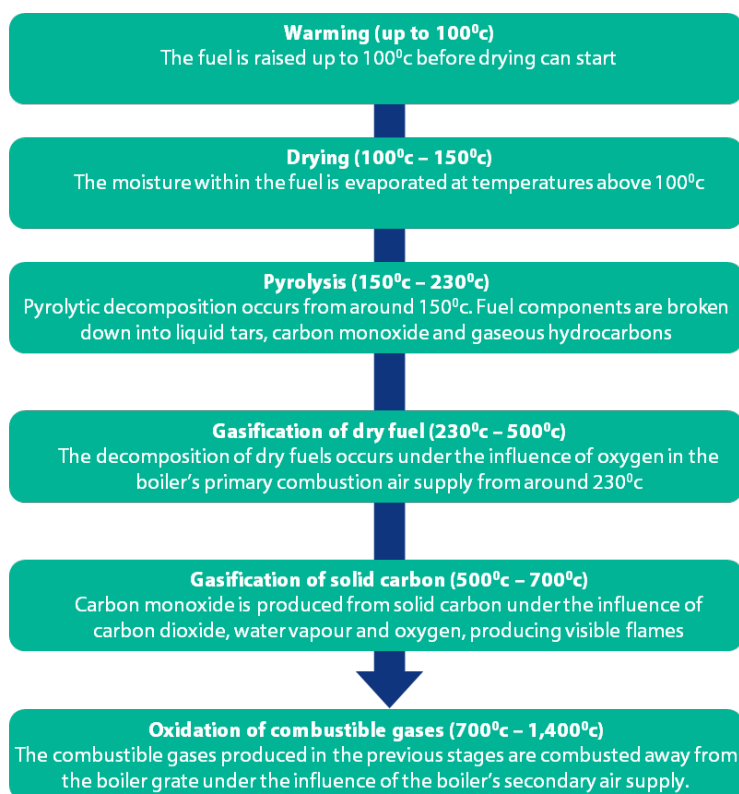 Warming (up to 100⁰c)
The fuel is raised up to 100⁰c before drying can start
Drying (100⁰c – 150⁰c)
The moisture within the fuel is evaporated at temperatures above 100⁰c
Pyrolysis (150⁰c – 230⁰c)
Pyrolytic decomposition occurs from around 150⁰c. Fuel components are broken
down into liquid tars, carbon monoxide and gaseous hydrocarbons
Gasification of dry fuel (230⁰c – 500⁰c)
The decomposition of dry fuels occurs under the influence of oxygen in the
boiler’s primary combustion air supply from around 230⁰c
Gasification of solid carbon (500⁰c – 700⁰c)
Carbon monoxide is produced from solid carbon under the influence of
carbon dioxide, water vapour and oxygen, producing visible flames
Oxidation of combustible gases (700⁰c – 1,400⁰c)
The combustible gases produced in the previous stages are combusted away from
the boiler grate under the influence of the boiler’s secondary air supply.